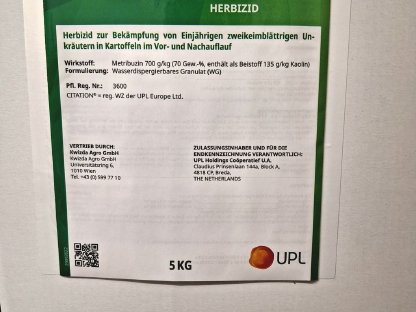 HERBIZID
Herbizid zur Bekämpfung von Einjährigen zweikeimblättrigen Un-
kräutern in Kartoffeln im Vor- und Nachauflauf
Wirkstoff: Metribuzin 700 g/kg (70 Gew.-%, enthält als Beistoff 135 g/kg Kaolin)
Formulierung: Wasserdispergierbares Granulat (WG)
Pfl. Reg. Nr.: 3600
CITATION® = reg. WZ der UPL Europe Ltd.
VERTRIEB DURCH:
Kwizda Agro GmbH
Kwizda Agro GmbH
Universitätsring 6,
1010 Wien
Tel. +43 (0) 599 77 10
ZULASSUNGSINHABER UND FÜR DIE
ENDKENNZEICHNUNG VERANTWORTLICH:
UPL Holdings Coöperatief U.A.
Claudius Prinsenlaan 144a, Block A,
4818 CP, Breda,
THE NETHERLANDS
5 KG
UPL